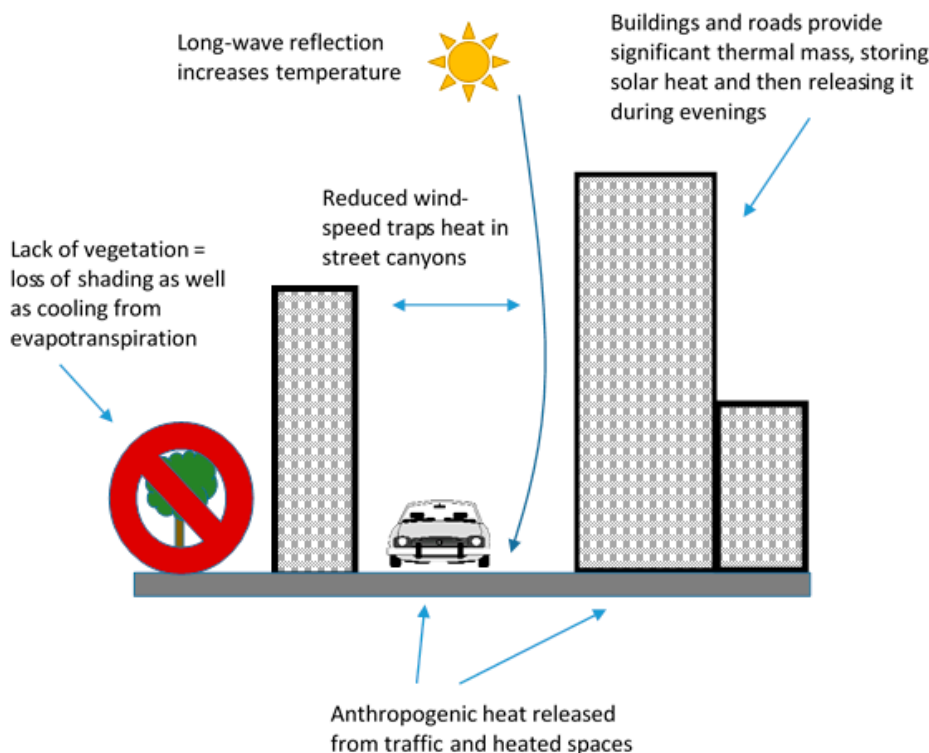 Long-wave reflection
increases temperature
Buildings and roads provide
significant thermal mass, storing
solar heat and then releasing it
during evenings
Reduced wind-
speed traps heat in
street canyons
Lack of vegetation =
loss of shading as well
as cooling from
evapotranspiration
Anthropogenic heat released
from traffic and heated spaces